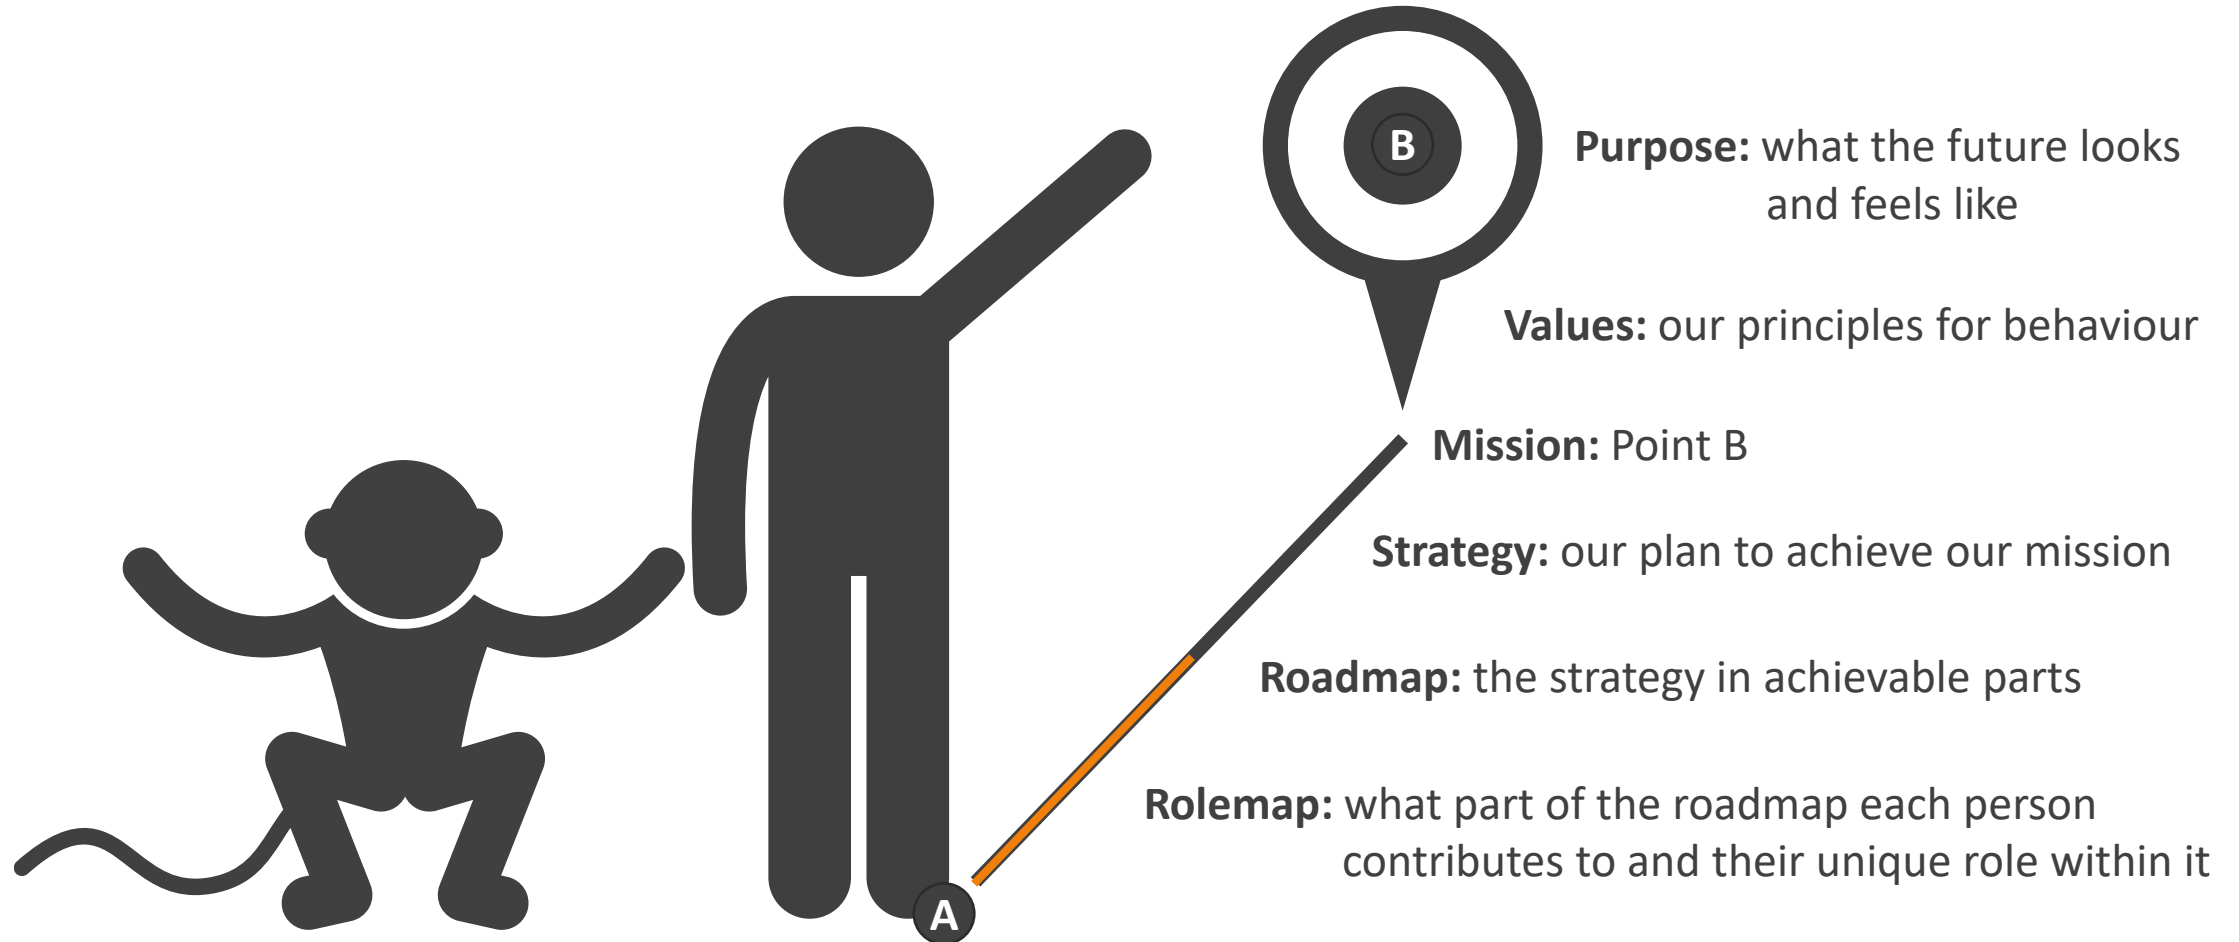 B
Purpose: what the future looks
and feels like
Values: our principles for behaviour
Mission: Point B
Strategy: our plan to achieve our mission
Roadmap: the strategy in achievable parts
Rolemap: what part of the roadmap each person
contributes to and their unique role within it
A